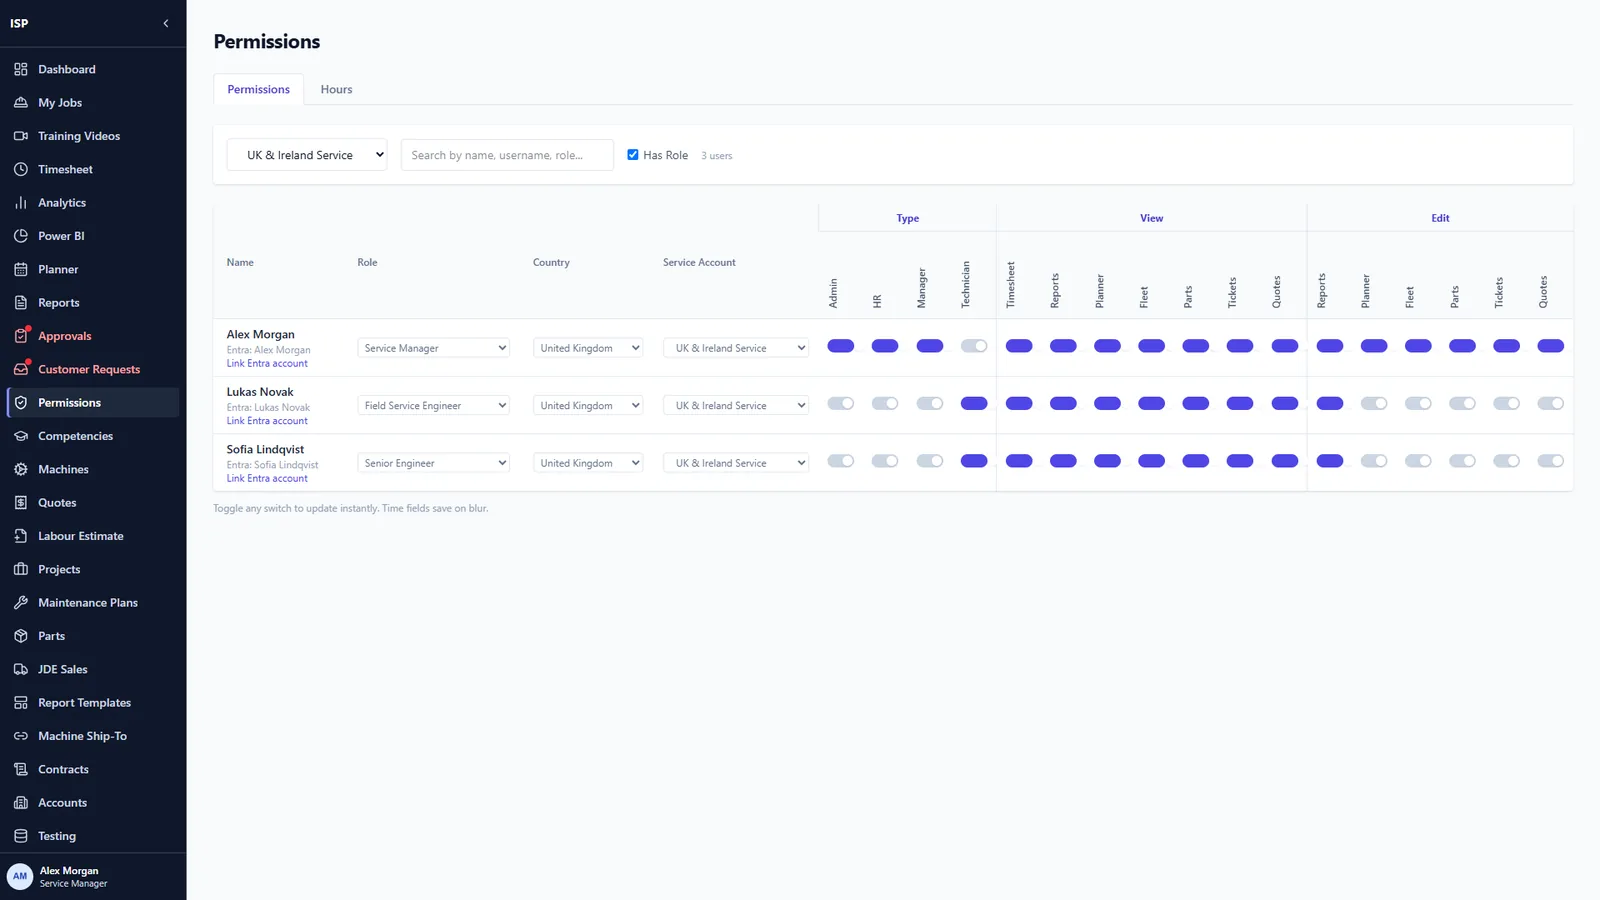 ISP
Dashboard
My Jobs
Training Videos
Timesheet
Analytics
Power BI
Planner
Reports
Approvals
Customer Requests
Permissions
Competencies
Machines
Quotes
Labour Estimate
Projects
Maintenance Plans
Parts
JDE Sales
Report Templates
Machine Ship-To
Contracts
Accounts
Testing
AM
Alex Morgan
Service Manager
Permissions
Permissions Hours
UK & Ireland Service Search by name, username, role... Has Role 3 users
Type View Edit
Name Role Country Service Account Admin HR Manager Technician Timesheet Reports Planner Fleet Parts Tickets Quotes Reports Planner Fleet Parts Tickets Quotes
Alex Morgan
Entra: Alex Morgan
Link Entra account
Service Manager United Kingdom UK & Ireland Service
Lukas Novak
Entra: Lukas Novak
Link Entra account
Field Service Engineer United Kingdom UK & Ireland Service
Sofia Lindqvist
Entra: Sofia Lindqvist
Link Entra account
Senior Engineer United Kingdom UK & Ireland Service
Toggle any switch to update instantly. Time fields save on blur.